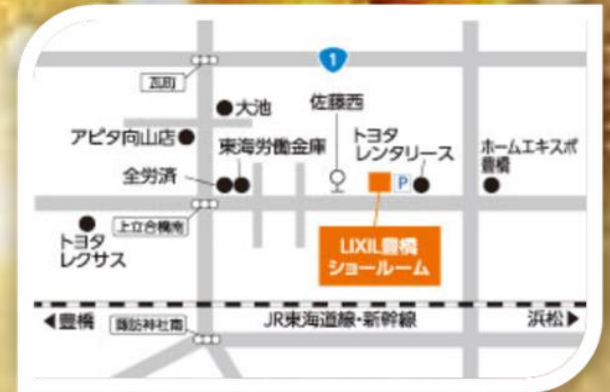 1
瓦町
大池
佐藤西
アピタ向山店
東海労働金庫
トヨタ
レンタリース
ホームエキスポ
豊橋
全労済
P
上立合橋南
トヨタ
レクサス
LIXIL豊橋
ショールーム
◀豊橋
諏訪神社南
JR東海道線・新幹線
浜松▶